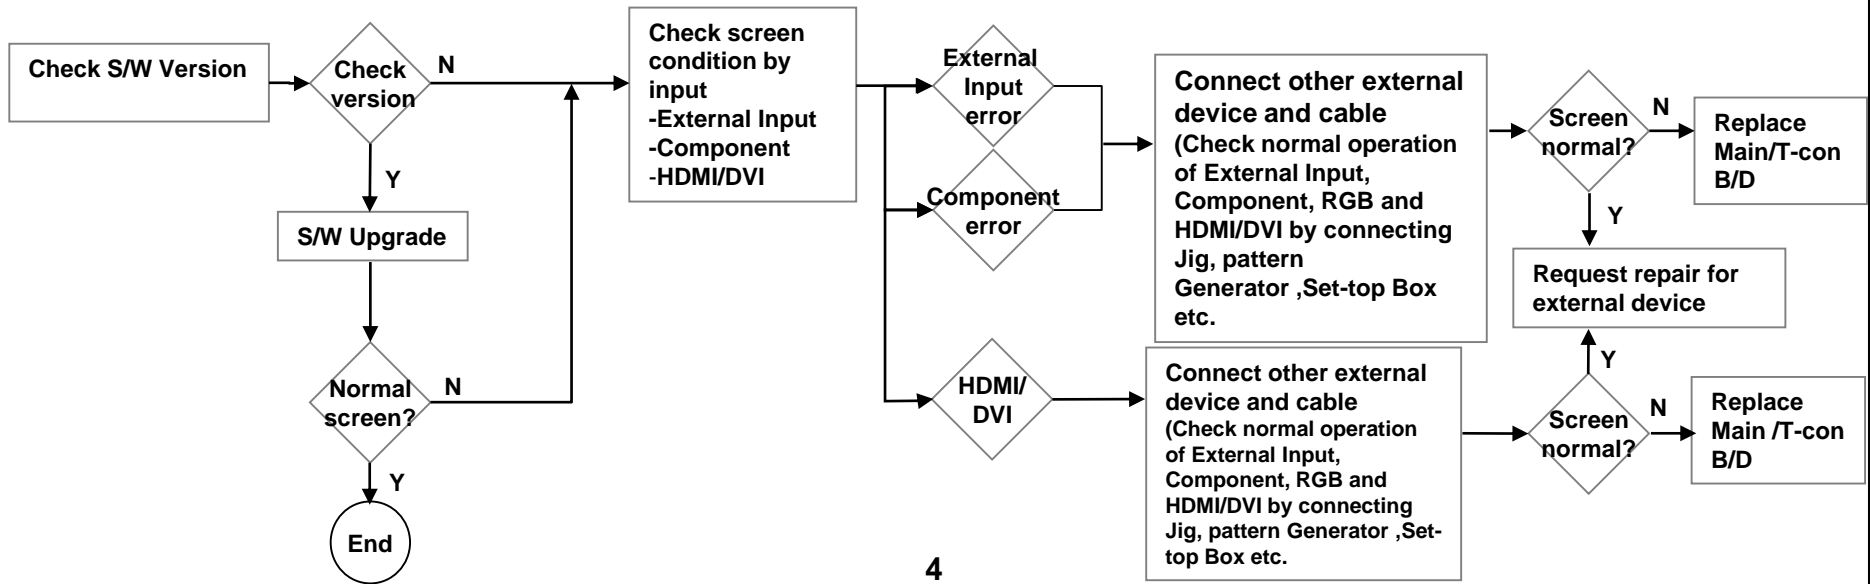 Check S/W Version
Check
version
N
Y
S/W Upgrade
Normal
screen?
N
Y
End
Check screen
condition by
input
-External Input
-Component
-HDMI/DVI
External
Input
error
Component
error
HDMI/
DVI
Connect other external
device and cable
(Check normal operation
of External Input,
Component, RGB and
HDMI/DVI by connecting
Jig, pattern
Generator ,Set-top Box
etc.
Connect other external
device and cable
(Check normal operation
of External Input,
Component, RGB and
HDMI/DVI by connecting
Jig, pattern Generator ,Set-
top Box etc.
Screen
normal?
N
Replace
Main/T-con
B/D
Y
Request repair for
external device
Y
Screen
normal?
N
Replace
Main /T-con
B/D
4